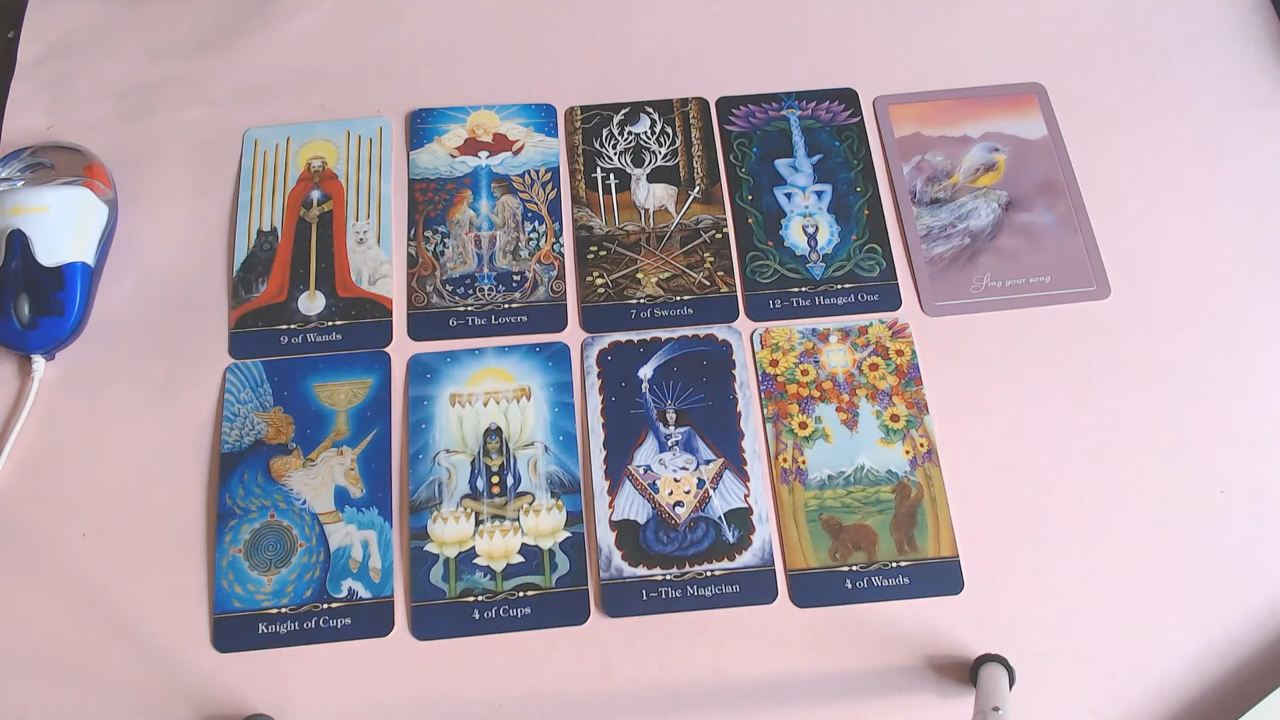 9 of Wands
6~The Lovers
7 of Swords
12~The Hanged One
Sing your song
Knight of Cups
4 of Cups
1~The Magician
4 of Wands